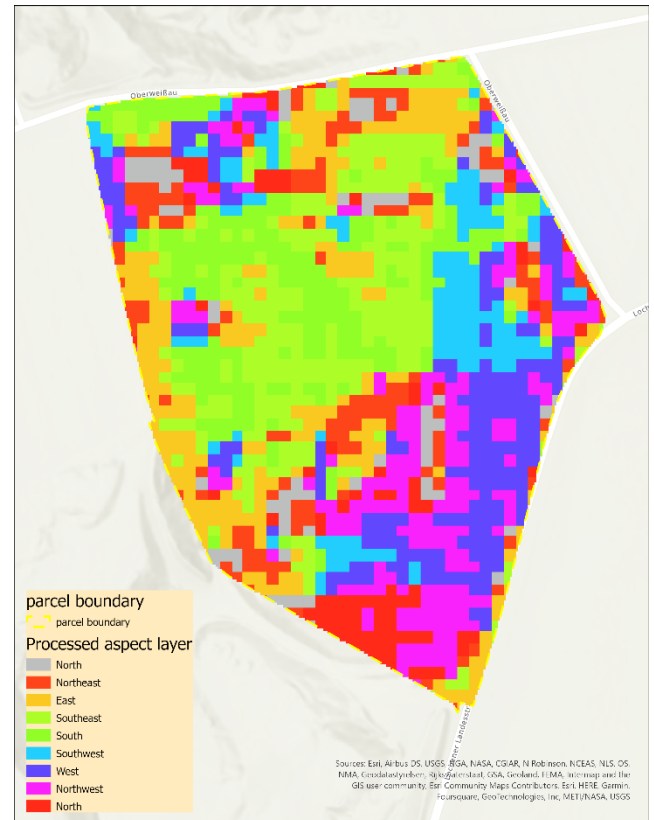 Oberweißau
Oberweißau
Loch
parcel boundary
parcel boundary
Processed aspect layer
North
Northeast
East
Southeast
South
Southwest
West
Northwest
North
Landesstr
Sources: Esri, Airbus DS, USGS, NGA, NASA, CGIAR, N Robinson, NCEAS, NLS, OS,
NMA, Geodatastyrelsen, Rijkswaterstaat, GSA, Geoland, FEMA, Intermap and the
GIS user community, Esri Community Maps Contributors, Esri, HERE, Garmin,
Foursquare, GeoTechnologies, Inc, METI/NASA, USGS